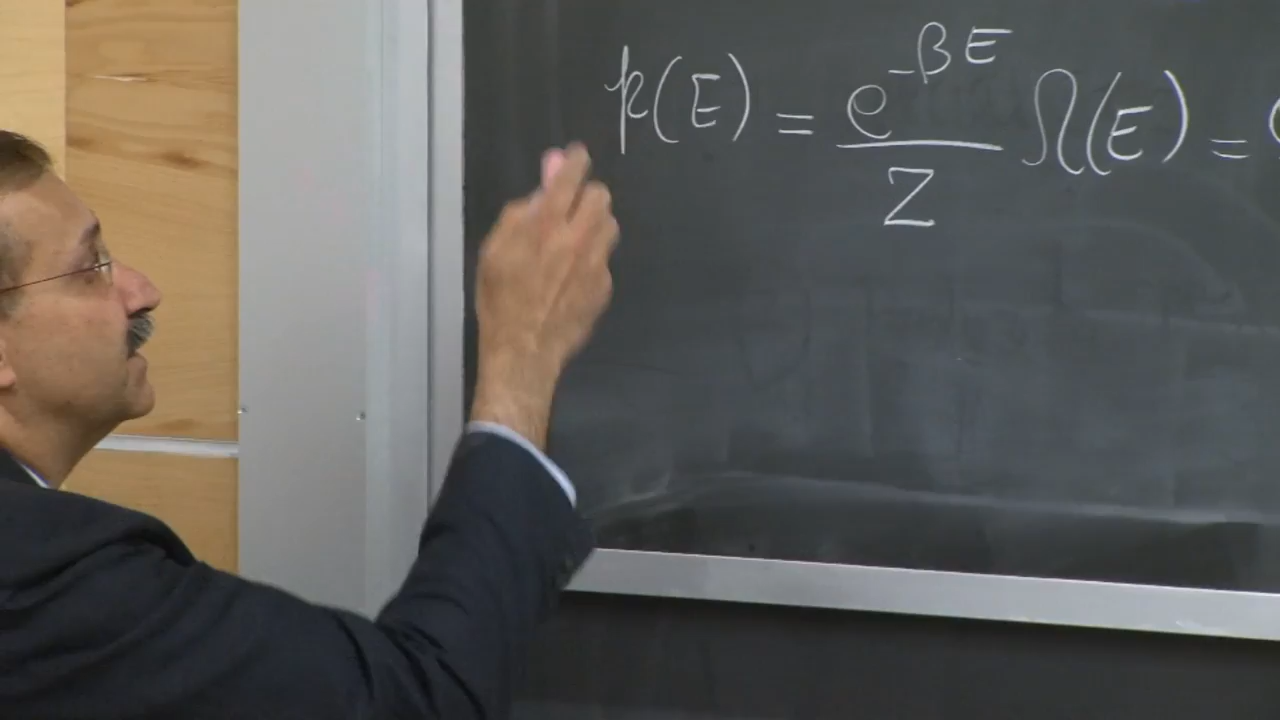 p(E) = e^{-βE}/Z Ω(E) =